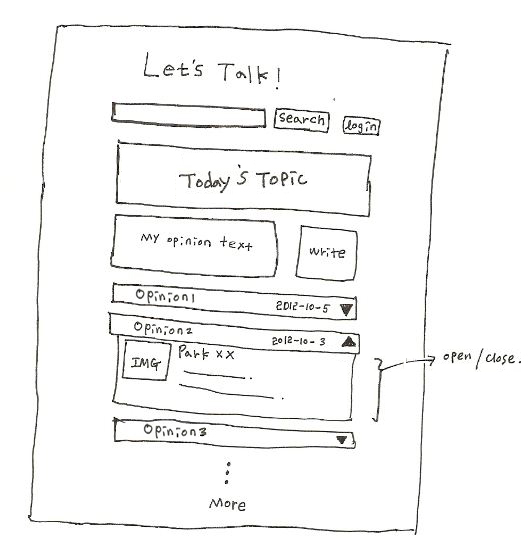 Let's Talk!
search
login
Today's Topic
My opinion text
write
Opinion1 2012-10-5
Opinion2 2012-10-3
IMG
Park xx
open/close.
Opinion3
More